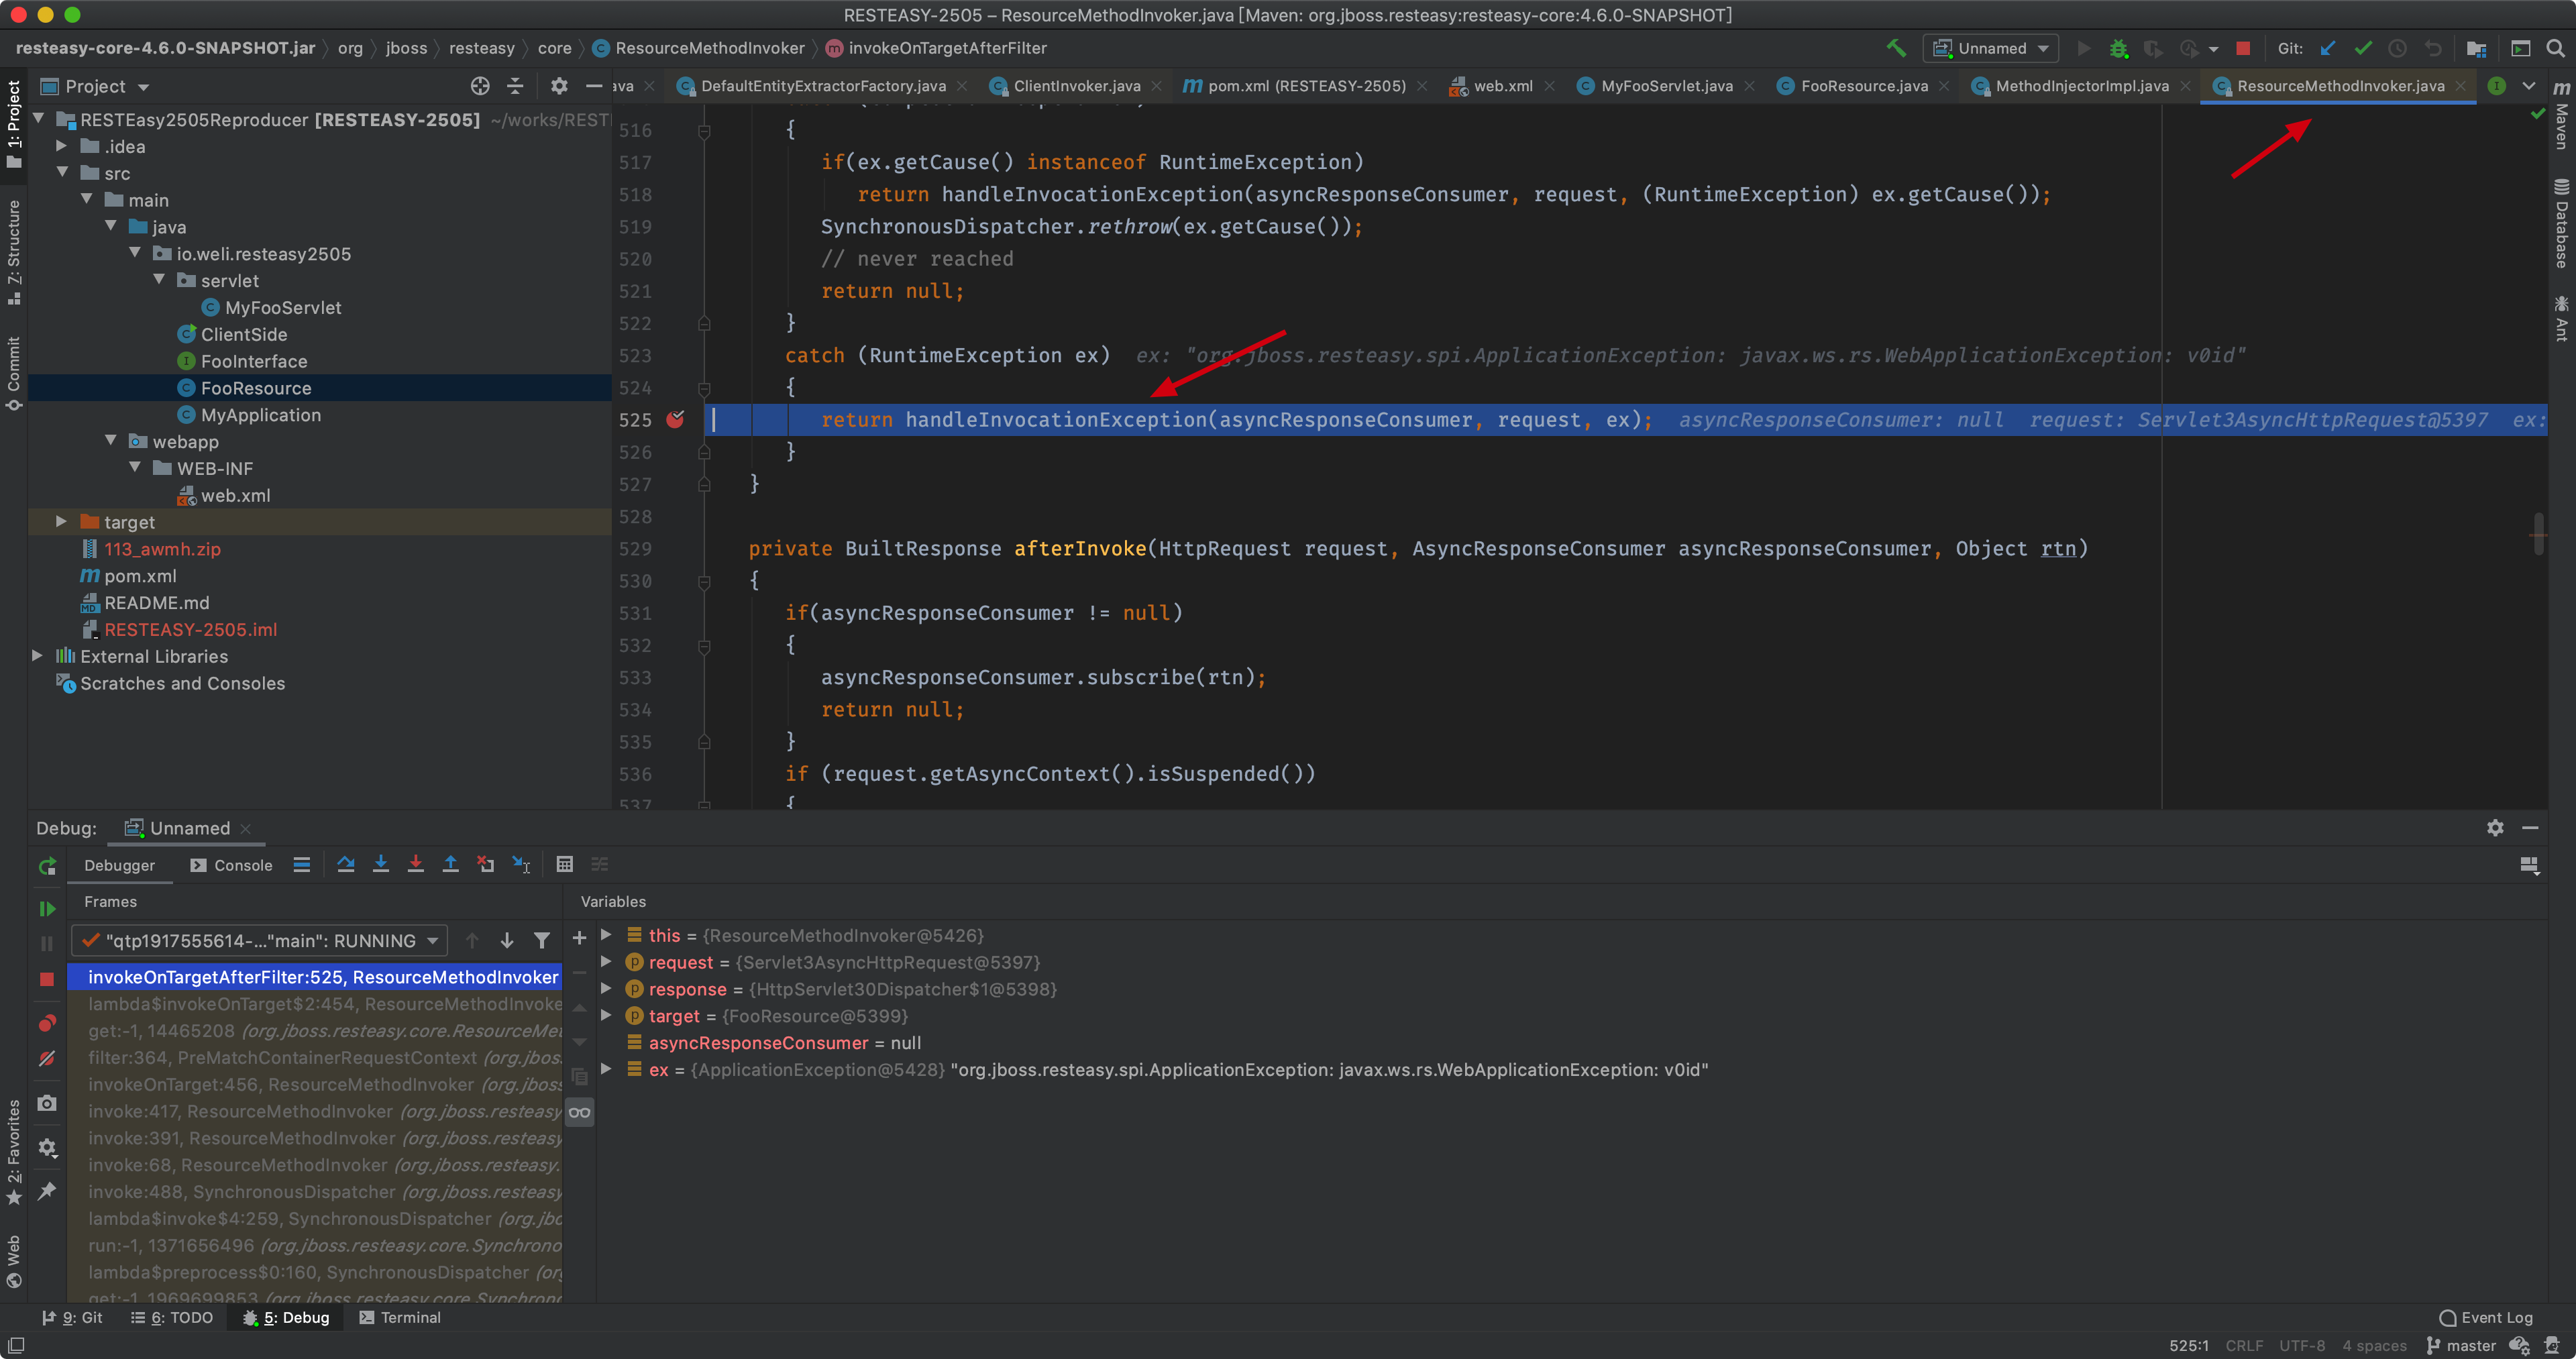 RESTEASY-2505 – ResourceMethodInvoker.java [Maven: org.jboss.resteasy:resteasy-core:4.6.0-SNAPSHOT]
resteasy-core-4.6.0-SNAPSHOT.jar org jboss resteasy core ResourceMethodInvoker invokeOnTargetAfterFilter Unnamed Git:
Project ava DefaultEntityExtractorFactory.java ClientInvoker.java pom.xml (RESTEASY-2505) web.xml MyFooServlet.java FooResource.java MethodInjectorImpl.java ResourceMethodInvoker.java
1: Project
Z: Structure
Commit
2: Favorites
Web
Maven
Database
Ant
RESTEasy2505Reproducer [RESTEASY-2505] ~/works/REST
.idea
src
main
java
io.weli.resteasy2505
servlet
MyFooServlet
ClientSide
FooInterface
FooResource
MyApplication
webapp
WEB-INF
web.xml
target
113_awmh.zip
pom.xml
README.md
RESTEASY-2505.iml
External Libraries
Scratches and Consoles
516 {
517 if(ex.getCause() instanceof RuntimeException)
518 return handleInvocationException(asyncResponseConsumer, request, (RuntimeException) ex.getCause());
519 SynchronousDispatcher.rethrow(ex.getCause());
520 // never reached
521 return null;
522 }
523 catch (RuntimeException ex) ex: "org.jboss.resteasy.spi.ApplicationException: javax.ws.rs.WebApplicationException: v0id"
524 {
525 return handleInvocationException(asyncResponseConsumer, request, ex); asyncResponseConsumer: null request: Servlet3AsyncHttpRequest@5397 ex:
526 }
527 }
528
529 private BuiltResponse afterInvoke(HttpRequest request, AsyncResponseConsumer asyncResponseConsumer, Object rtn)
530 {
531 if(asyncResponseConsumer != null)
532 {
533 asyncResponseConsumer.subscribe(rtn);
534 return null;
535 }
536 if (request.getAsyncContext().isSuspended())
537 {
Debug: Unnamed
Debugger Console
Frames
"qtp1917555614-..."main": RUNNING
invokeOnTargetAfterFilter:525, ResourceMethodInvoker
lambda$invokeOnTarget$2:454, ResourceMethodInvoke
get:-1, 14465208 (org.jboss.resteasy.core.ResourceMe
filter:364, PreMatchContainerRequestContext (org.jbos
invokeOnTarget:456, ResourceMethodInvoker (org.jbos
invoke:417, ResourceMethodInvoker (org.jboss.resteasy
invoke:391, ResourceMethodInvoker (org.jboss.resteasy
invoke:68, ResourceMethodInvoker (org.jboss.resteasy.
invoke:488, SynchronousDispatcher (org.jboss.resteasy
lambda$invoke$4:259, SynchronousDispatcher (org.jbo
run:-1, 1371656496 (org.jboss.resteasy.core.Synchrono
lambda$preprocess$0:160, SynchronousDispatcher (or
get:-1, 1969699853 (org.jboss.resteasy.core.Synchrono
Variables
this = {ResourceMethodInvoker@5426}
request = {Servlet3AsyncHttpRequest@5397}
response = {HttpServlet30Dispatcher$1@5398}
target = {FooResource@5399}
asyncResponseConsumer = null
ex = {ApplicationException@5428} "org.jboss.resteasy.spi.ApplicationException: javax.ws.rs.WebApplicationException: v0id"
9: Git 6: TODO 5: Debug Terminal Event Log
525:1 CRLF UTF-8 4 spaces master